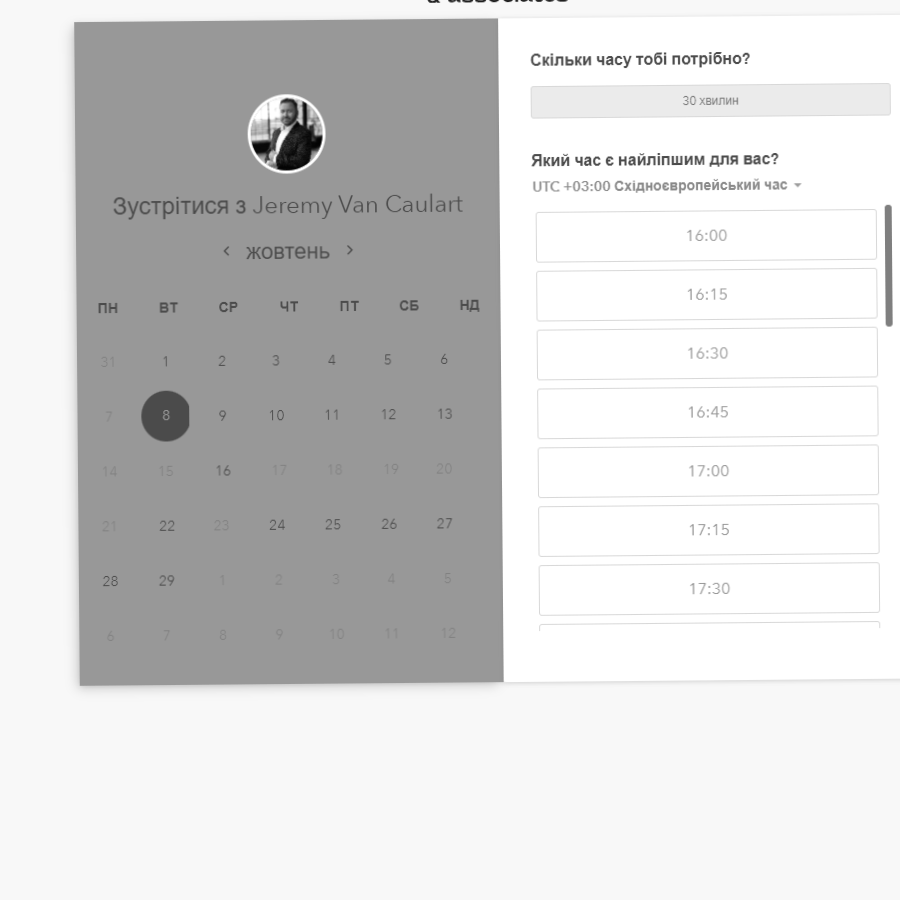 & associates
Зустрітися з Jeremy Van Caulart
жовтень
ПН ВТ СР ЧТ ПТ СБ НД
31 1 2 3 4 5 6
7 8 9 10 11 12 13
14 15 16 17 18 19 20
21 22 23 24 25 26 27
28 29 1 2 3 4 5
6 7 8 9 10 11 12
Скільки часу тобі потрібно?
30 хвилин
Який час є найліпшим для вас?
UTC +03:00 Східноєвропейський час
16:00
16:15
16:30
16:45
17:00
17:15
17:30